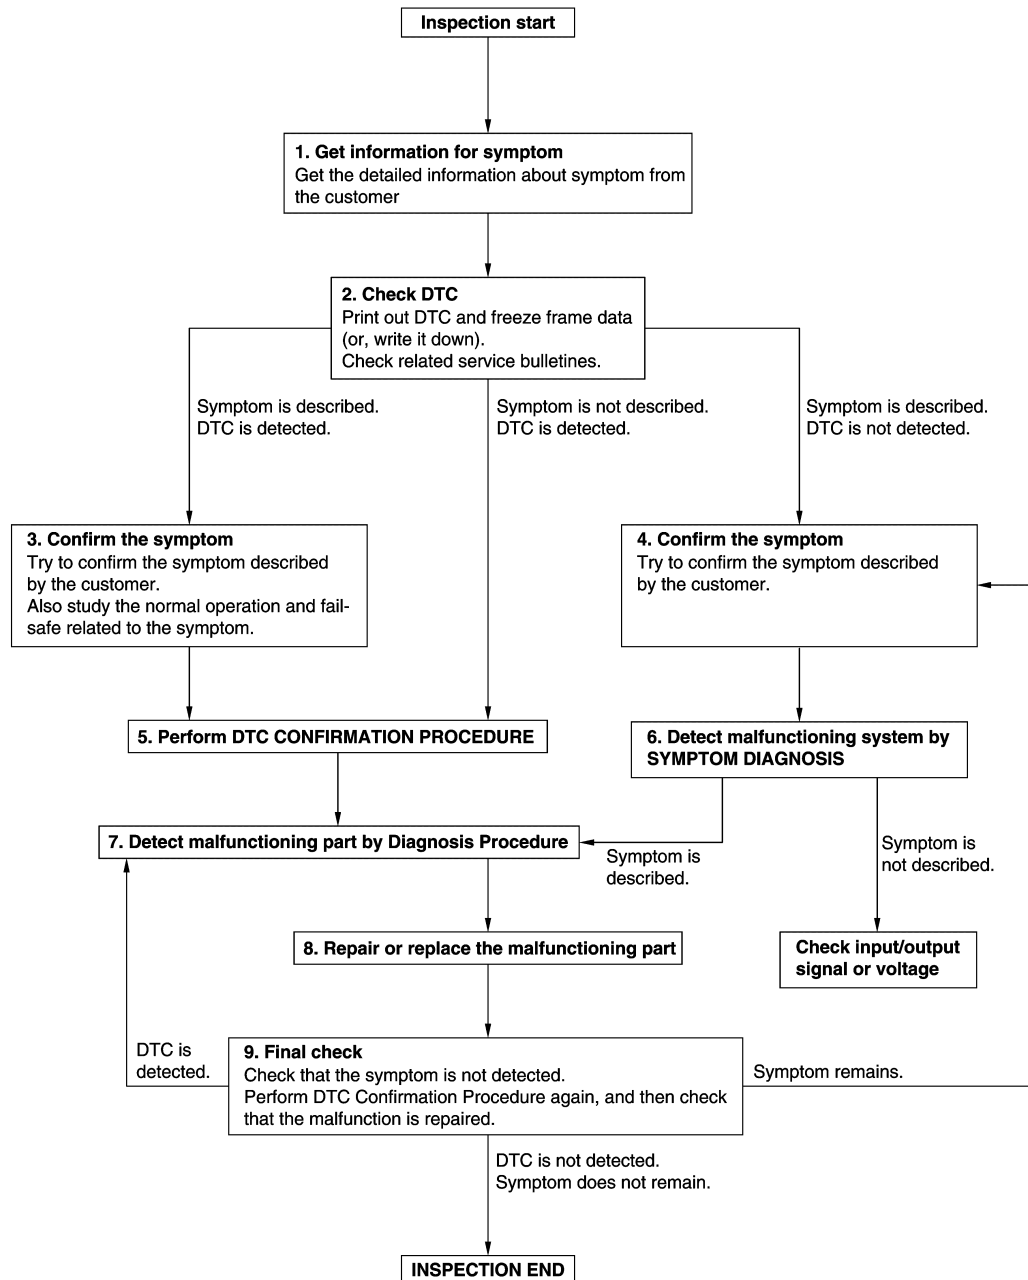 Inspection start
1. Get information for symptom
Get the detailed information about symptom from
the customer
2. Check DTC
Print out DTC and freeze frame data
(or, write it down).
Check related service bulletines.
Symptom is described.
DTC is detected.
Symptom is not described.
DTC is detected.
Symptom is described.
DTC is not detected.
3. Confirm the symptom
Try to confirm the symptom described
by the customer.
Also study the normal operation and fail-
safe related to the symptom.
4. Confirm the symptom
Try to confirm the symptom described
by the customer.
5. Perform DTC CONFIRMATION PROCEDURE
6. Detect malfunctioning system by
SYMPTOM DIAGNOSIS
7. Detect malfunctioning part by Diagnosis Procedure
Symptom is
described.
Symptom is
not described.
8. Repair or replace the malfunctioning part
Check input/output
signal or voltage
DTC is
detected.
9. Final check
Check that the symptom is not detected.
Perform DTC Confirmation Procedure again, and then check
that the malfunction is repaired.
Symptom remains.
DTC is not detected.
Symptom does not remain.
INSPECTION END